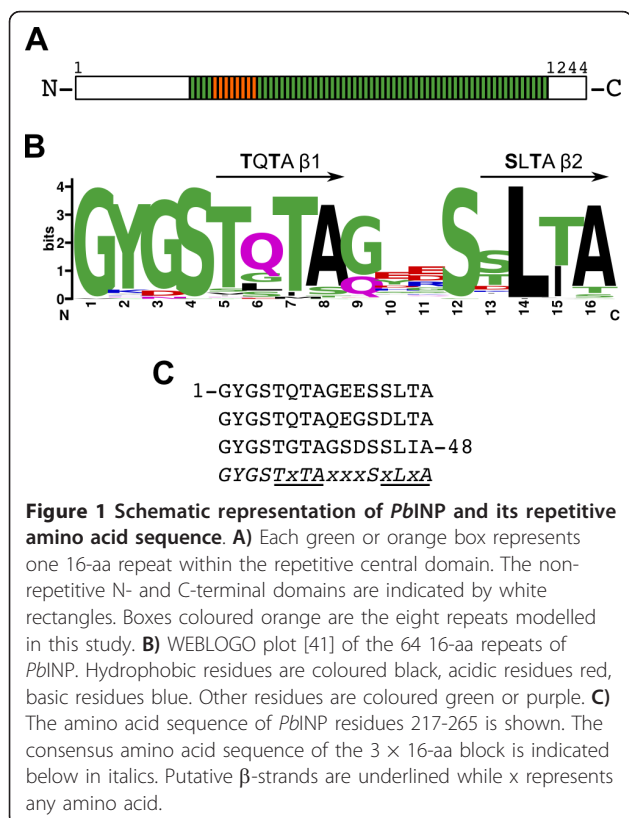 A
1
1244
N-
-C
B
TQTA β1
SLTA β2
4
3
2
1
0
bits
GYGSTQTAG S SLTA
G I
Q T
1 2 3 4 5 6 7 8 9 10 11 12 13 14 15 16
N
C
C
1-GYGSTQTAGEESSLTA
GYGSTQTAQEGSDLTA
GYGSTGTAGSDSSLIA-48
GYGSTxTAxxxSxLxA
Figure 1 Schematic representation of PbINP and its repetitive
amino acid sequence. A) Each green or orange box represents
one 16-aa repeat within the repetitive central domain. The non-
repetitive N- and C-terminal domains are indicated by white
rectangles. Boxes coloured orange are the eight repeats modelled
in this study. B) WEBLOGO plot [41] of the 64 16-aa repeats of
PbINP. Hydrophobic residues are coloured black, acidic residues red,
basic residues blue. Other residues are coloured green or purple. C)
The amino acid sequence of PbINP residues 217-265 is shown. The
consensus amino acid sequence of the 3 × 16-aa block is indicated
below in italics. Putative β-strands are underlined while x represents
any amino acid.